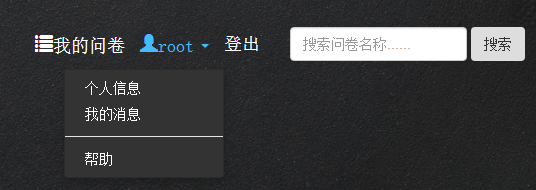 我的问卷 root 登出 搜索问卷名称...... 搜索
个人信息
我的消息
帮助